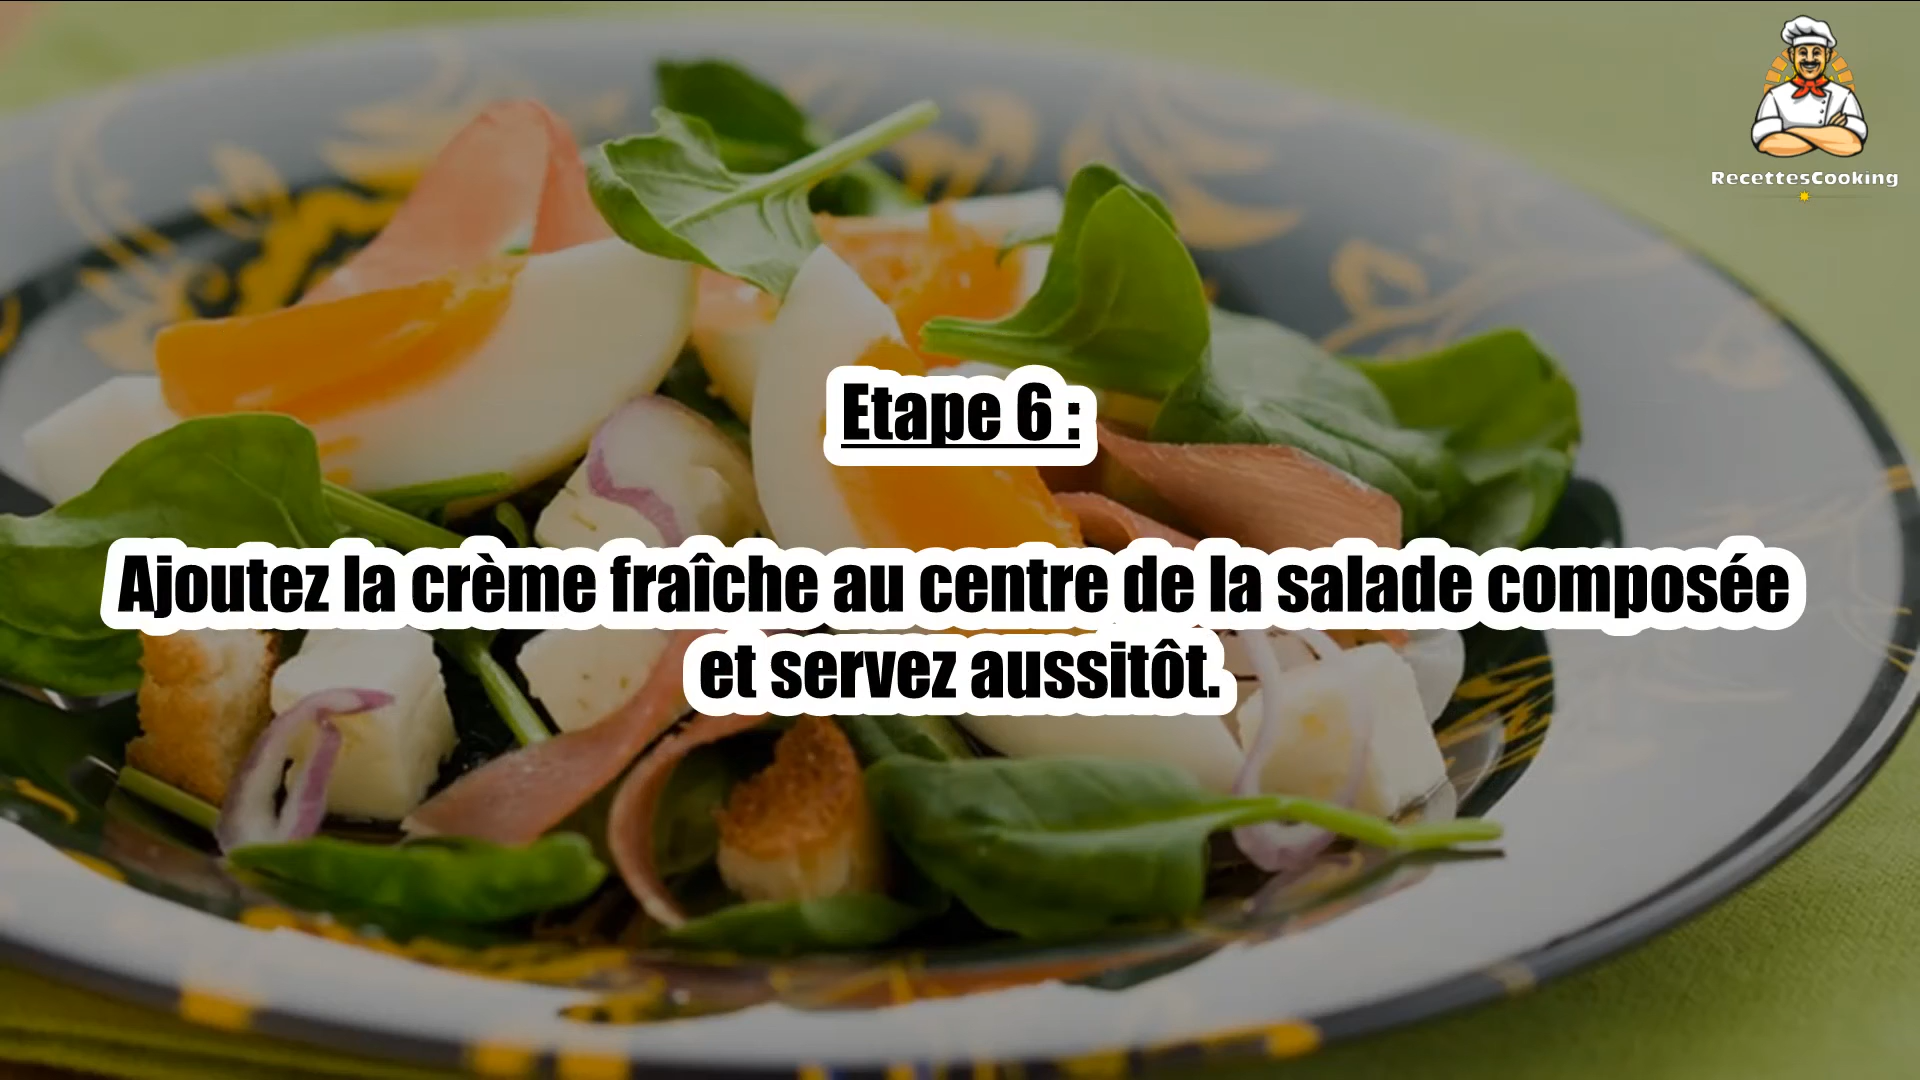 RecettesCooking
Etape 6 :
Ajoutez la crème fraîche au centre de la salade composée
et servez aussitôt.